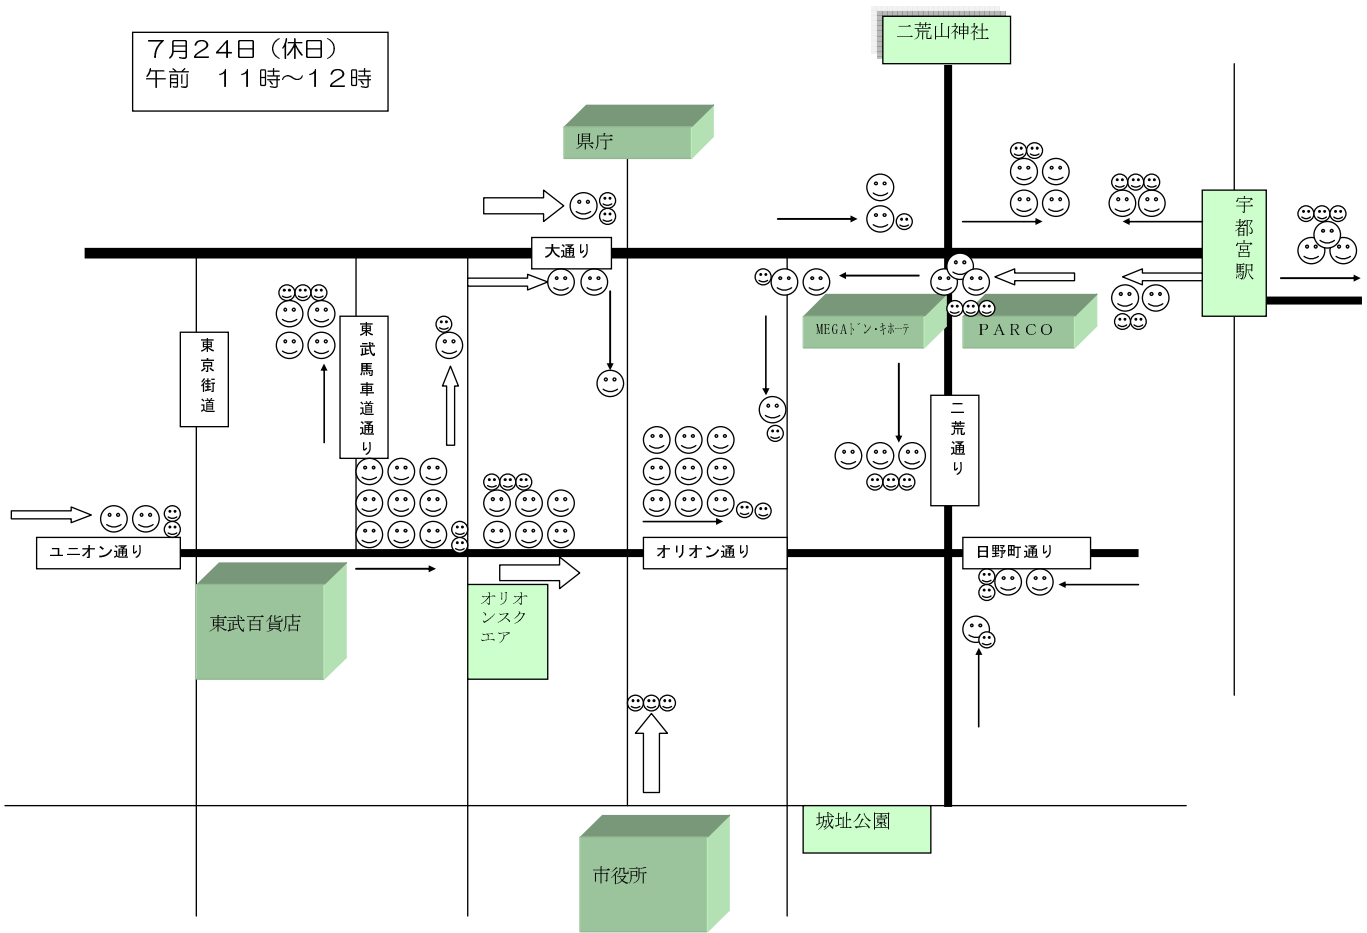 ７月２４日（休日）
午前　１１時～１２時
二荒山神社
県庁
宇都宮駅
大通り
MEGAドン・キホーテ
PARCO
東京街道
東武馬車道通り
二荒通り
ユニオン通り
オリオン通り
日野町通り
東武百貨店
オリオ
ンスク
エア
城址公園
市役所